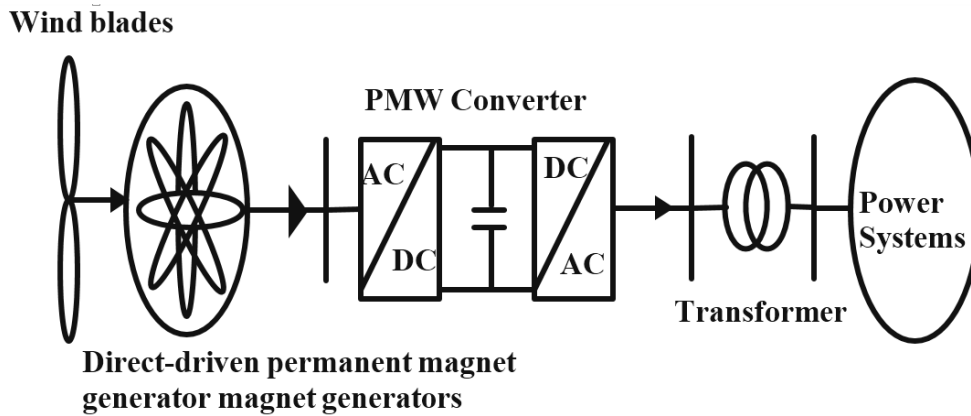 Wind blades
PMW Converter
AC
DC
DC
AC
Power
Systems
Transformer
Direct-driven permanent magnet
generator magnet generators